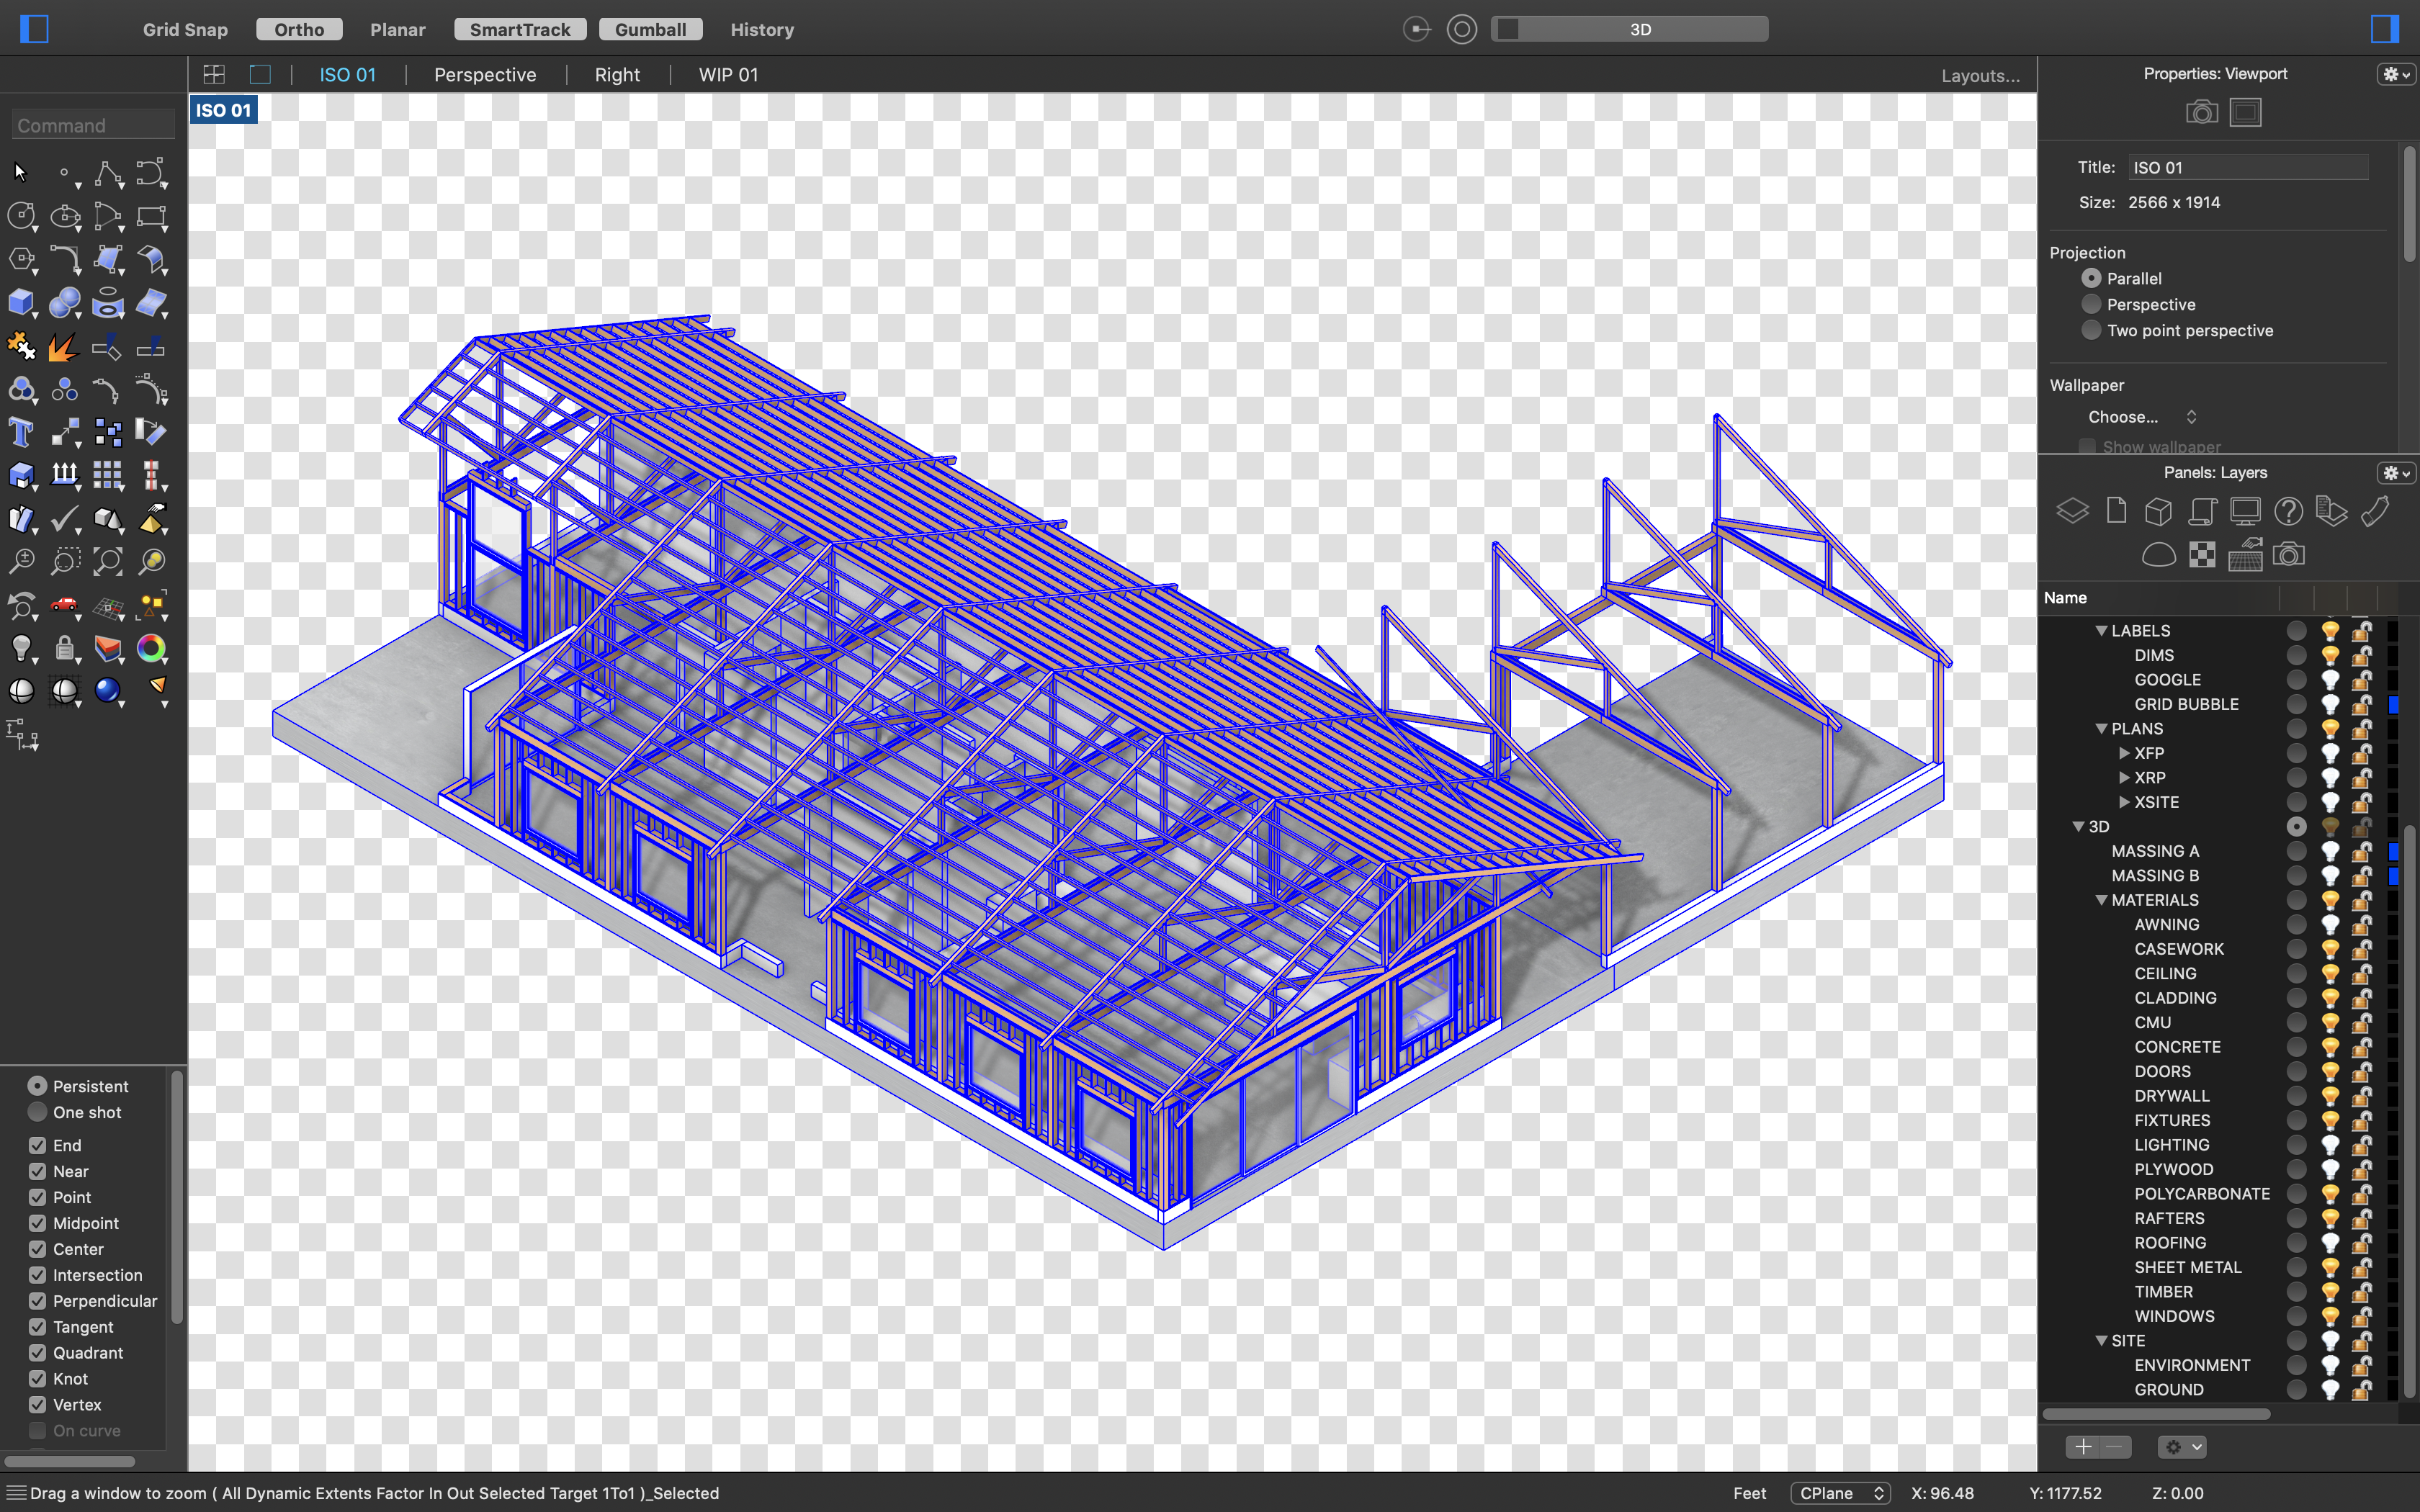 Grid Snap Ortho Planar SmartTrack Gumball History
3D
ISO 01 Perspective Right WIP 01
Layouts...
ISO 01
Command
Persistent
One shot
End
Near
Point
Midpoint
Center
Intersection
Perpendicular
Tangent
Quadrant
Knot
Vertex
On curve
Properties: Viewport
Title: ISO 01
Size: 2566 x 1914
Projection
Parallel
Perspective
Two point perspective
Wallpaper
Choose...
Show wallpaper
Panels: Layers
Name
LABELS
DIMS
GOOGLE
GRID BUBBLE
PLANS
XFP
XRP
XSITE
3D
MASSING A
MASSING B
MATERIALS
AWNING
CASEWORK
CEILING
CLADDING
CMU
CONCRETE
DOORS
DRYWALL
FIXTURES
LIGHTING
PLYWOOD
POLYCARBONATE
RAFTERS
ROOFING
SHEET METAL
TIMBER
WINDOWS
SITE
ENVIRONMENT
GROUND
Drag a window to zoom ( All Dynamic Extents Factor In Out Selected Target 1To1 )_Selected
Feet CPlane X: 96.48 Y: 1177.52 Z: 0.00